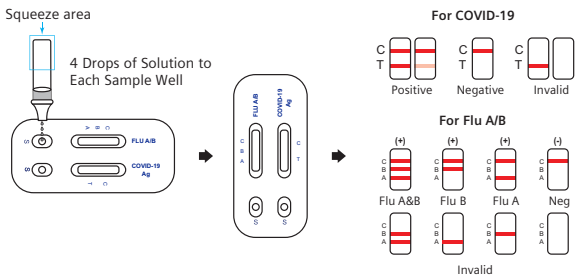 Squeeze area
4 Drops of Solution to
Each Sample Well
C
B
A
FLU A/B
S
COVID-19
Ag
S
C
T
FLU A/B
COVID-19
Ag
C
B
A
C
T
S
S
For COVID-19
C
T
Positive
Negative
C
T
Invalid
C
T
For Flu A/B
(+)
(+)
(+)
(-)
C
B
A
C
B
A
C
B
A
C
B
A
Flu A&B
Flu B
Flu A
Neg
C
B
A
C
B
A
C
B
A
C
B
A
Invalid